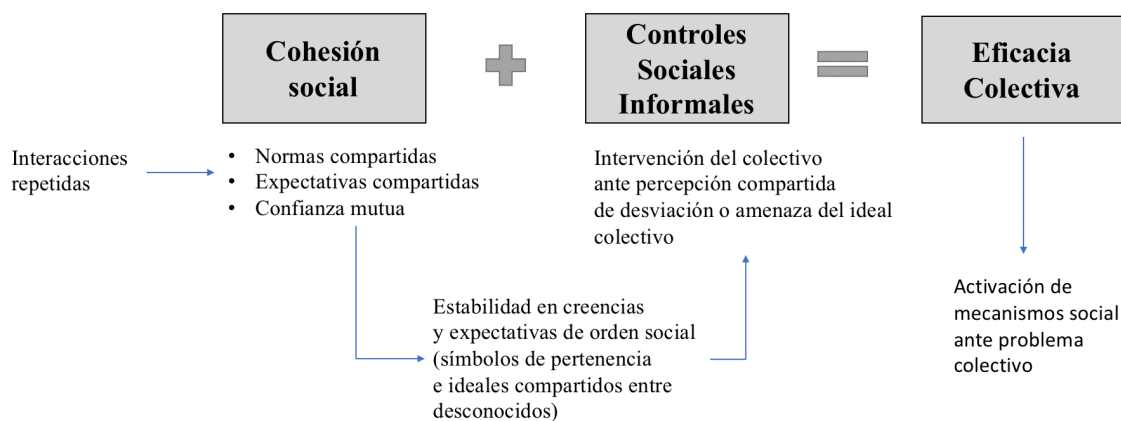 Cohesión
social
Controles
Sociales
Informales
Eficacia
Colectiva
Interacciones
repetidas
• Normas compartidas
• Expectativas compartidas
• Confianza mutua
Intervención del colectivo
ante percepción compartida
de desviación o amenaza del ideal
colectivo
Estabilidad en creencias
y expectativas de orden social
(símbolos de pertenencia
e ideales compartidos entre
desconocidos)
Activación de
mecanismos social
ante problema
colectivo